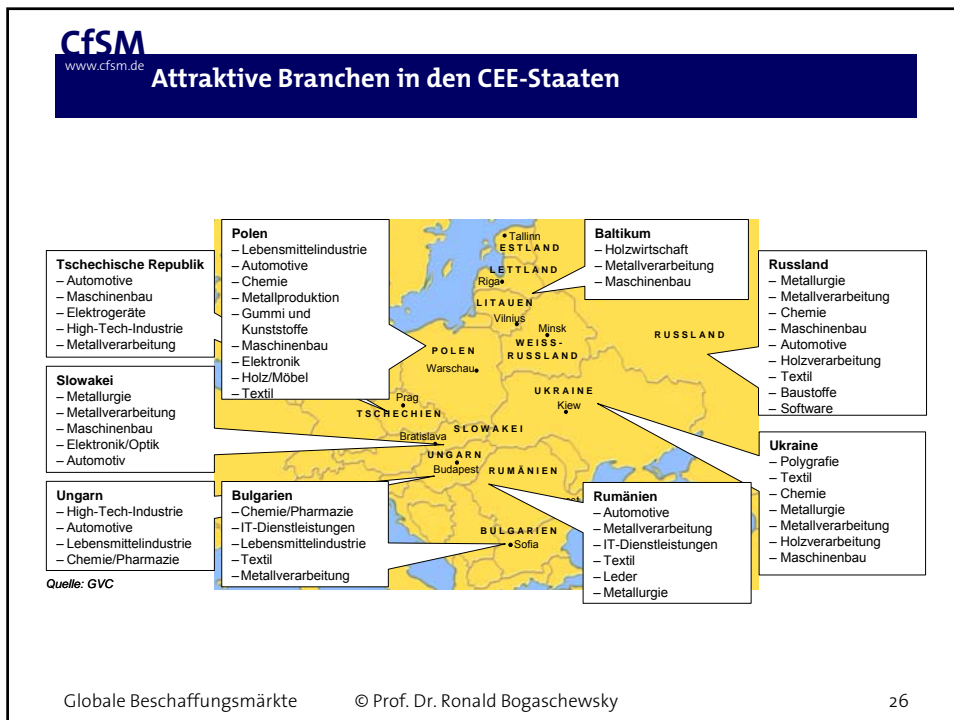 CfSM
www.cfsm.de
Attraktive Branchen in den CEE-Staaten
Tschechische Republik
– Automotive
– Maschinenbau
– Elektrogeräte
– High-Tech-Industrie
– Metallverarbeitung
Slowakei
– Metallurgie
– Metallverarbeitung
– Maschinenbau
– Elektronik/Optik
– Automotiv
Ungarn
– High-Tech-Industrie
– Automotive
– Lebensmittelindustrie
– Chemie/Pharmazie
Quelle: GVC
Polen
– Lebensmittelindustrie
– Automotive
– Chemie
– Metallproduktion
– Gummi und
Kunststoffe
– Maschinenbau
– Elektronik
– Holz/Möbel
– Textil
Bulgarien
– Chemie/Pharmazie
– IT-Dienstleistungen
– Lebensmittelindustrie
– Textil
– Metallverarbeitung
Tallinn
ESTLAND
LETTLAND
Riga
LITAUEN
Vilnius
Minsk
WEISS-
RUSSLAND
RUSSLAND
POLEN
Warschau
UKRAINE
Kiew
Prag
TSCHECHIEN
SLOWAKEI
Bratislava
UNGARN
Budapest
RUMÄNIEN
BULGARIEN
Sofia
Baltikum
– Holzwirtschaft
– Metallverarbeitung
– Maschinenbau
Rumänien
– Automotive
– Metallverarbeitung
– IT-Dienstleistungen
– Textil
– Leder
– Metallurgie
Russland
– Metallurgie
– Metallverarbeitung
– Chemie
– Maschinenbau
– Automotive
– Holzverarbeitung
– Textil
– Baustoffe
– Software
Ukraine
– Polygrafie
– Textil
– Chemie
– Metallurgie
– Metallverarbeitung
– Holzverarbeitung
– Maschinenbau
Globale Beschaffungsmärkte © Prof. Dr. Ronald Bogaschewsky 26